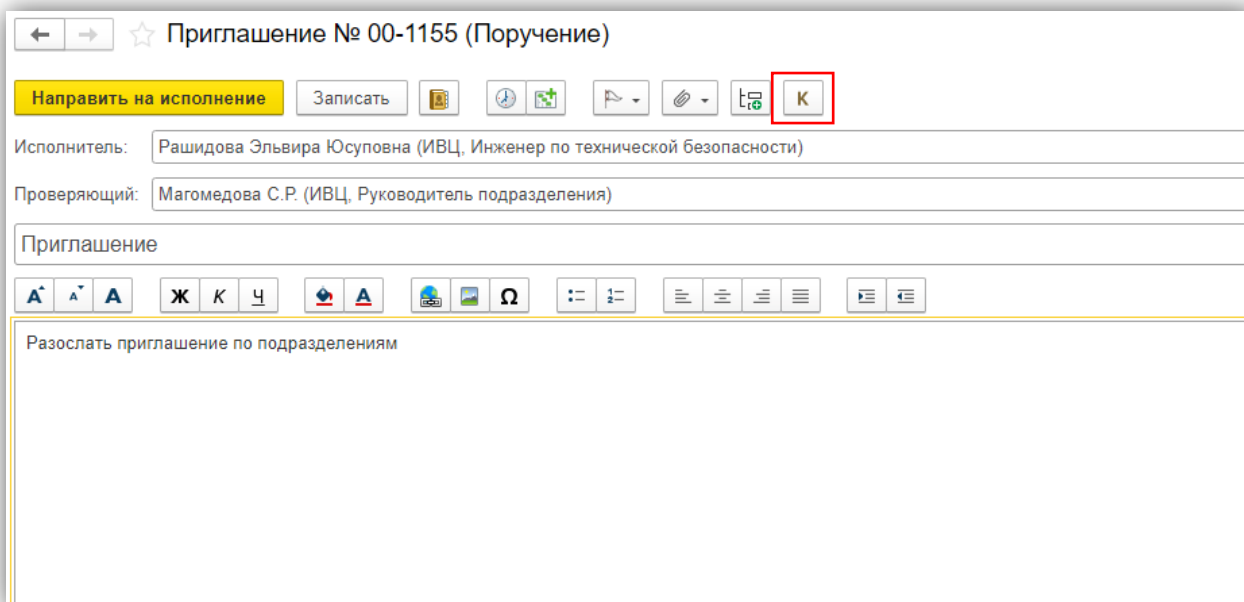 Приглашение № 00-1155 (Поручение)
Направить на исполнение Записать К
Исполнитель: Рашидова Эльвира Юсуповна (ИВЦ, Инженер по технической безопасности)
Проверяющий: Магомедова С.Р. (ИВЦ, Руководитель подразделения)
Приглашение
А А А Ж К Ч А Ω
Разослать приглашение по подразделениям